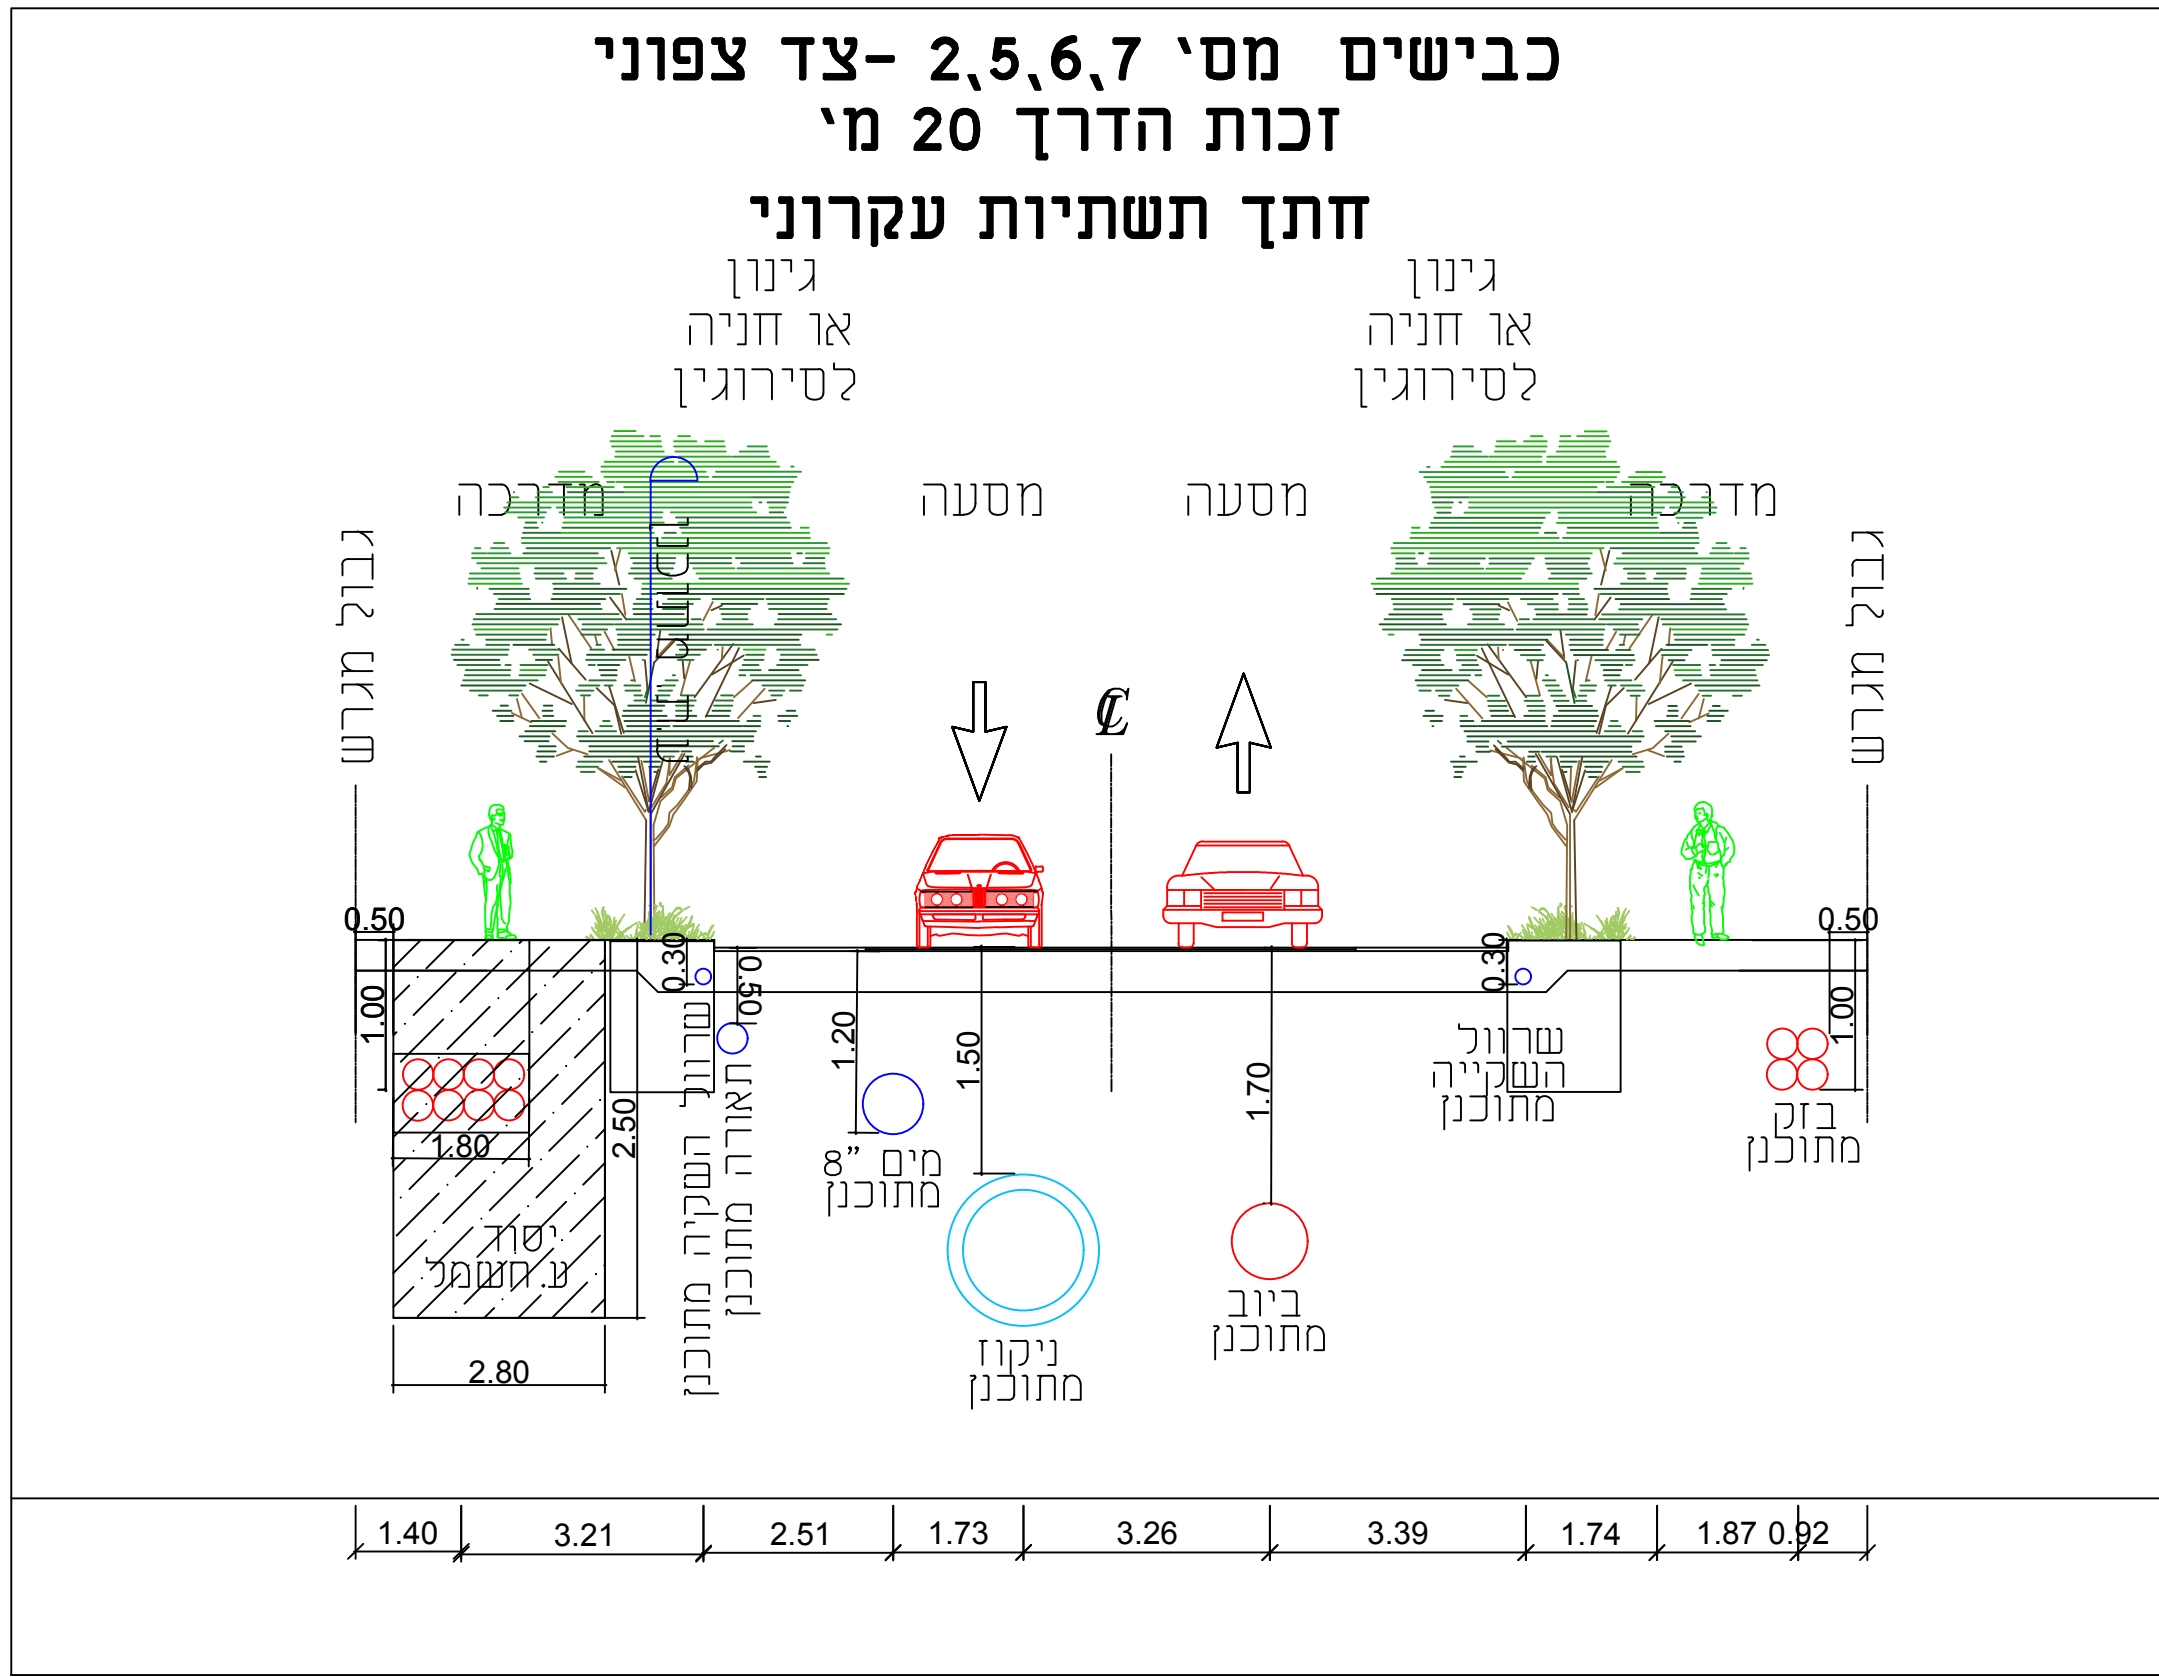 כבישים מס' 2,5,6,7 -צד צפוני
זכות הדרך 20 מ'
חתך תשתיות עקרוני
גינון
או חניה
לסירוגין
גינון
או חניה
לסירוגין
מדרכה
מסעה
מסעה
מדרכה
גבול מגרש
גבול מגרש
℄
0.50
0.50
1.00
1.80
2.50
2.80
יסוד
ע.חשמל
0.30
שרוול השקיה מתוכנן
0.50
תאורה מתוכנן
1.20
מים 8"
מתוכנן
1.50
ניקוז
מתוכנן
1.70
ביוב
מתוכנן
0.30
שרוול
השקייה
מתוכנן
1.00
בזק
מתוכנן
1.40 3.21 2.51 1.73 3.26 3.39 1.74 1.87 0.92